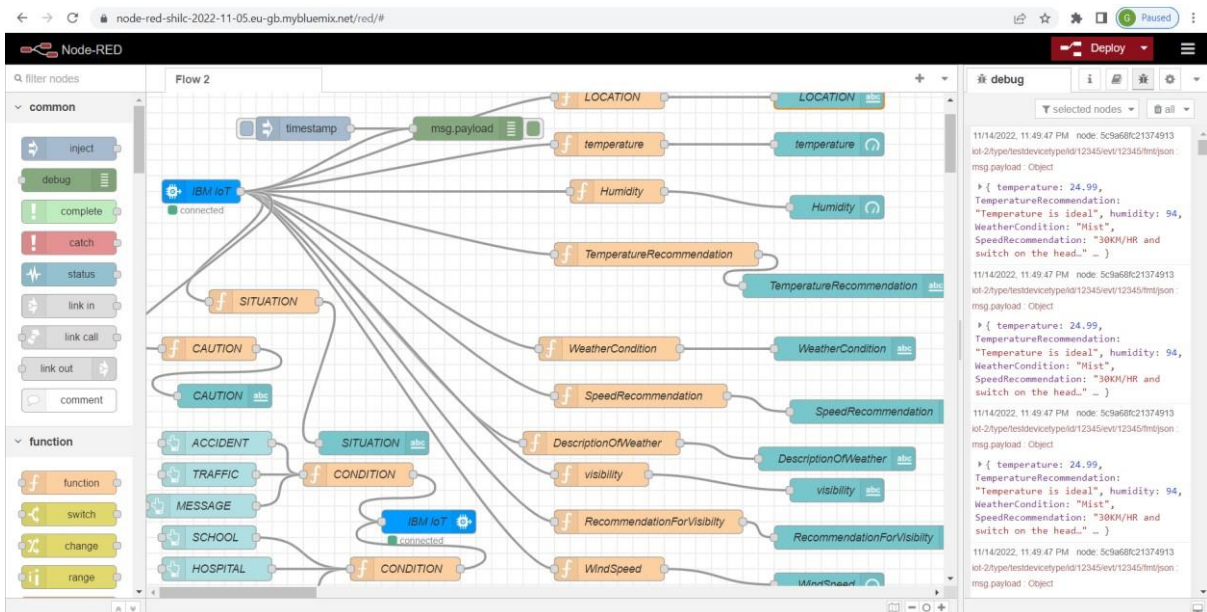 node-red-shilc-2022-11-05.eu-gb.mybluemix.net/red/#
G Paused
Node-RED
Deploy
filter nodes
Flow 2
debug
i
common
selected nodes
all
inject
debug
complete
catch
status
link in
link call
link out
comment
function
function
switch
change
range
timestamp
msg.payload
IBM IoT
connected
SITUATION
CAUTION
CAUTION abc
ACCIDENT
TRAFFIC
MESSAGE
SCHOOL
HOSPITAL
SITUATION abc
CONDITION
IBM IoT
connected
CONDITION
LOCATION
LOCATION abc
temperature
temperature
Humidity
Humidity
TemperatureRecommendation
TemperatureRecommendation abc
WeatherCondition
WeatherCondition abc
SpeedRecommendation
SpeedRecommendation
DescriptionOfWeather
DescriptionOfWeather abc
visibility
visibility abc
RecommendationForVisibilty
RecommendationForVisibilty
WindSpeed
WindSpeed
11/14/2022, 11:49:47 PM node: 5c9a68fc21374913
iot-2/type/testdevicetype/id/12345/evt/12345/fmt/json :
msg.payload : Object
{ temperature: 24.99,
TemperatureRecommendation:
"Temperature is ideal", humidity: 94,
WeatherCondition: "Mist",
SpeedRecommendation: "30KM/HR and
switch on the head…" … }
11/14/2022, 11:49:47 PM node: 5c9a68fc21374913
iot-2/type/testdevicetype/id/12345/evt/12345/fmt/json :
msg.payload : Object
{ temperature: 24.99,
TemperatureRecommendation:
"Temperature is ideal", humidity: 94,
WeatherCondition: "Mist",
SpeedRecommendation: "30KM/HR and
switch on the head…" … }
11/14/2022, 11:49:47 PM node: 5c9a68fc21374913
iot-2/type/testdevicetype/id/12345/evt/12345/fmt/json :
msg.payload : Object
{ temperature: 24.99,
TemperatureRecommendation:
"Temperature is ideal", humidity: 94,
WeatherCondition: "Mist",
SpeedRecommendation: "30KM/HR and
switch on the head…" … }
11/14/2022, 11:49:47 PM node: 5c9a68fc21374913
iot-2/type/testdevicetype/id/12345/evt/12345/fmt/json :
msg.payload : Object